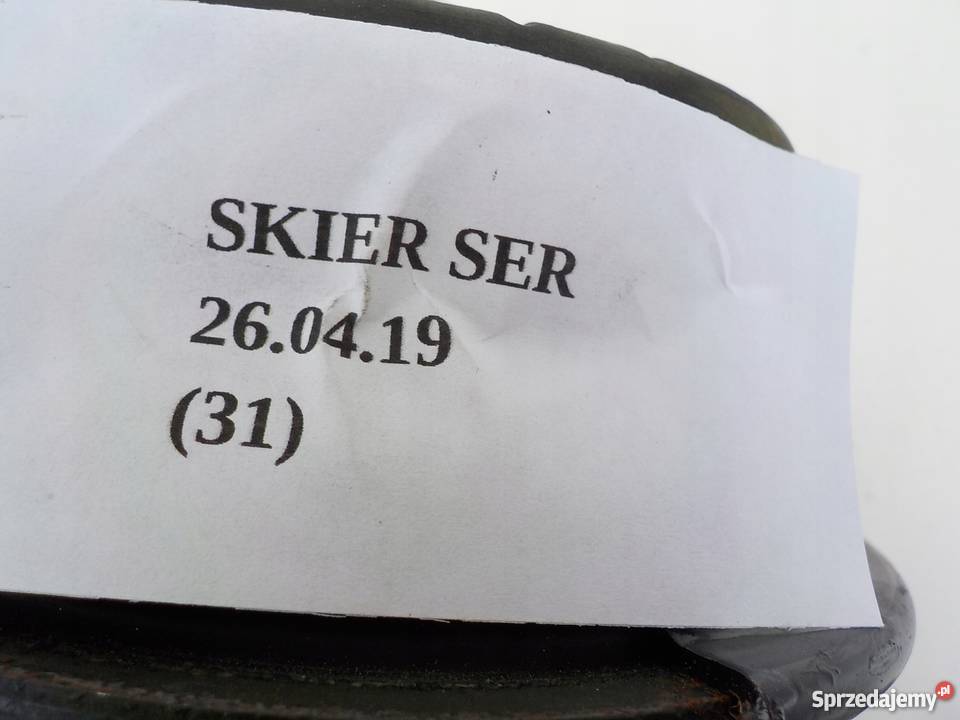 SKIER SER
26.04.19
(31)
Sprzedajemy.pl